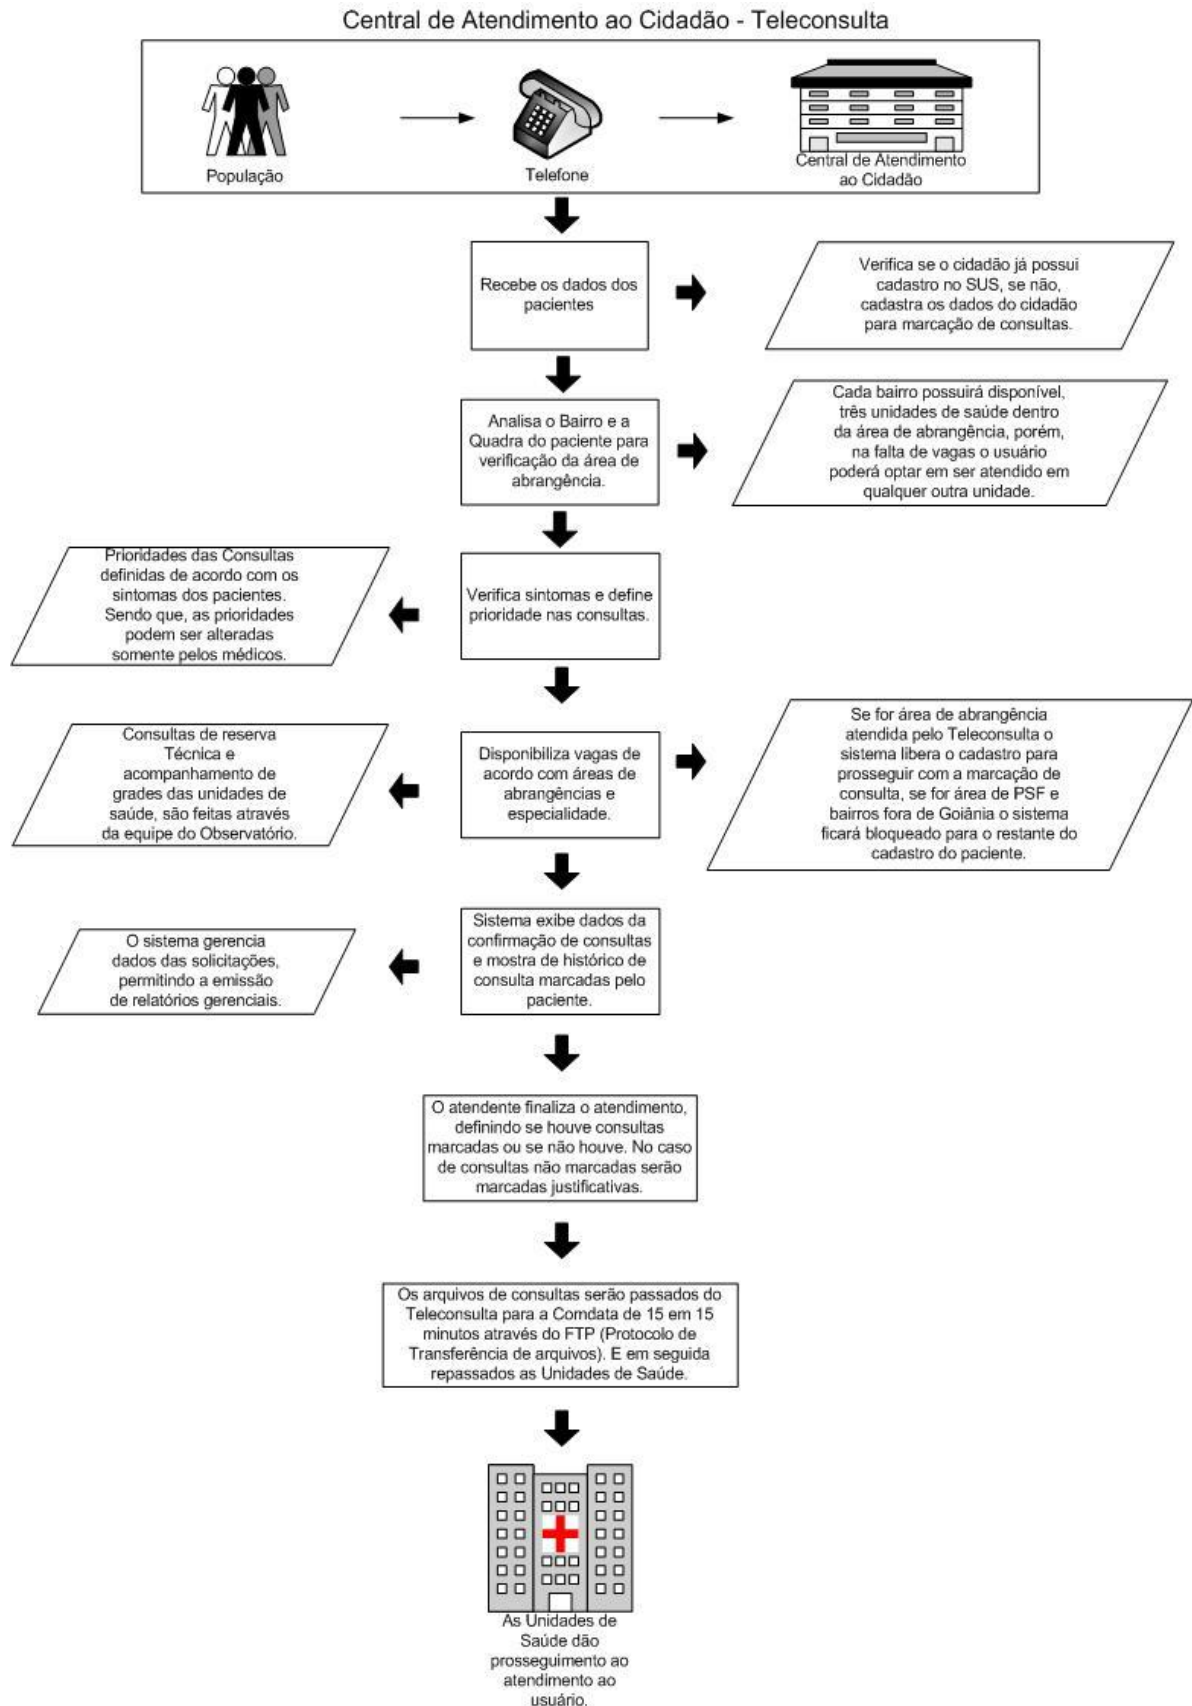 Central de Atendimento ao Cidadão - Teleconsulta
População
Telefone
Central de Atendimento
ao Cidadão
Recebe os dados dos
pacientes
Verifica se o cidadão já possui
cadastro no SUS, se não,
cadastra os dados do cidadão
para marcação de consultas.
Analisa o Bairro e a
Quadra do paciente para
verificação da área de
abrangência.
Cada bairro possuirá disponível,
três unidades de saúde dentro
da área de abrangência, porém,
na falta de vagas o usuário
poderá optar em ser atendido em
qualquer outra unidade.
Prioridades das Consultas
definidas de acordo com os
sintomas dos pacientes.
Sendo que, as prioridades
podem ser alteradas
somente pelos médicos.
Verifica sintomas e define
prioridade nas consultas.
Consultas de reserva
Técnica e
acompanhamento de
grades das unidades de
saúde, são feitas através
da equipe do Observatório.
Disponibiliza vagas de
acordo com áreas de
abrangências e
especialidade.
Se for área de abrangência
atendida pelo Teleconsulta o
sistema libera o cadastro para
prosseguir com a marcação de
consulta, se for área de PSF e
bairros fora de Goiânia o sistema
ficará bloqueado para o restante do
cadastro do paciente.
O sistema gerencia
dados das solicitações,
permitindo a emissão
de relatórios gerenciais.
Sistema exibe dados da
confirmação de consultas
e mostra de histórico de
consulta marcadas pelo
paciente.
O atendente finaliza o atendimento,
definindo se houve consultas
marcadas ou se não houve. No caso
de consultas não marcadas serão
marcadas justificativas.
Os arquivos de consultas serão passados do
Teleconsulta para a Comdata de 15 em 15
minutos através do FTP (Protocolo de
Transferência de arquivos). E em seguida
repassados as Unidades de Saúde.
As Unidades de
Saúde dão
prosseguimento ao
atendimento ao
usuário.